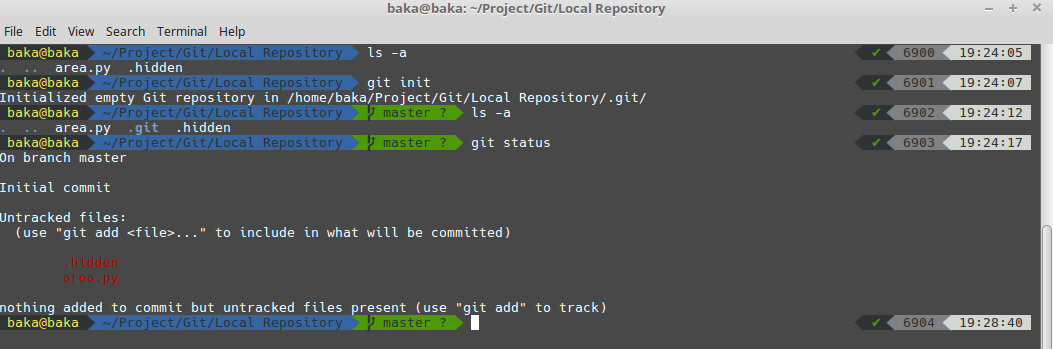 baka@baka: ~/Project/Git/Local Repository
File Edit View Search Terminal Help
baka@baka ~/Project/Git/Local Repository ls -a ✔ 6900 19:24:05
. .. area.py .hidden
baka@baka ~/Project/Git/Local Repository git init ✔ 6901 19:24:07
Initialized empty Git repository in /home/baka/Project/Git/Local Repository/.git/
baka@baka ~/Project/Git/Local Repository master ? ls -a ✔ 6902 19:24:12
. .. area.py .git .hidden
baka@baka ~/Project/Git/Local Repository master ? git status ✔ 6903 19:24:17
On branch master
Initial commit
Untracked files:
(use "git add <file>..." to include in what will be committed)
.hidden
area.py
nothing added to commit but untracked files present (use "git add" to track)
baka@baka ~/Project/Git/Local Repository master ? ✔ 6904 19:28:40